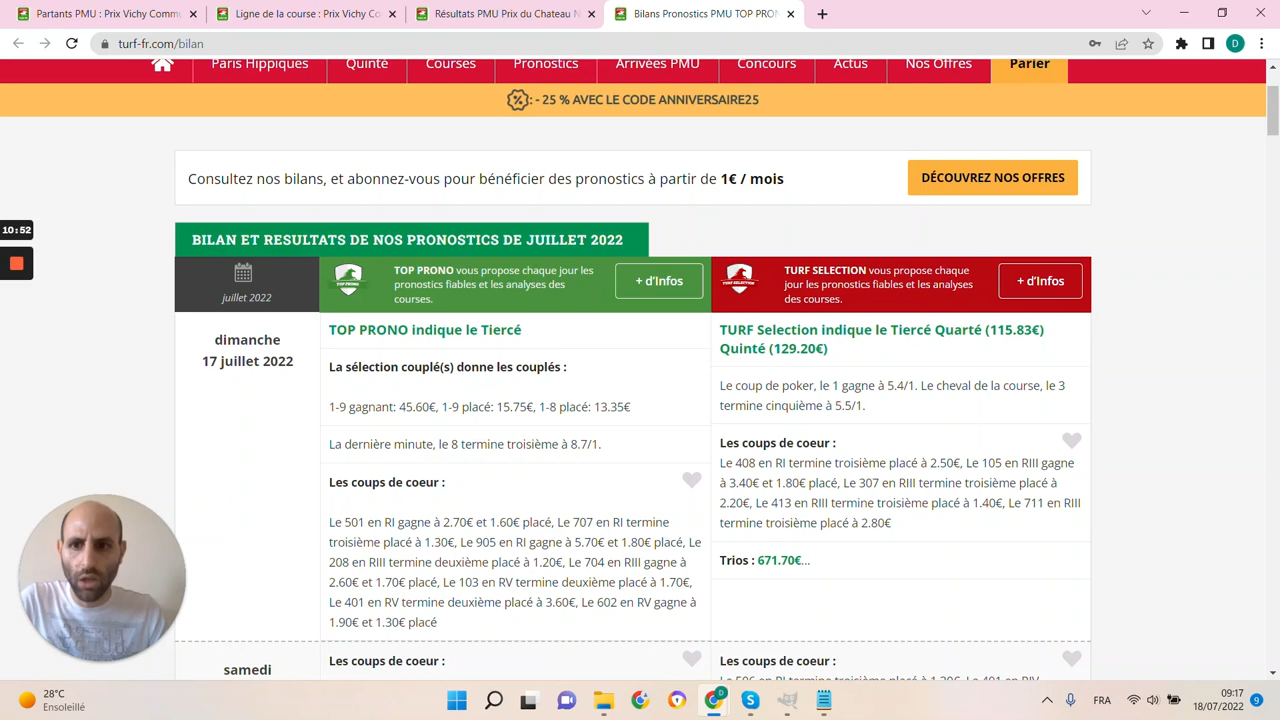 Partants PMU : Prix Vichy Commu
Ligne de la course : Prix Vichy Co
Résultats PMU Prix du Chateau N
Bilans Pronostics PMU TOP PRON
turf-fr.com/bilan
D
Paris Hippiques
Quinté
Courses
Pronostics
Arrivées PMU
Concours
Actus
Nos Offres
Parier
: - 25 % AVEC LE CODE ANNIVERSAIRE25
Consultez nos bilans, et abonnez-vous pour bénéficier des pronostics à partir de 1€ / mois
DÉCOUVREZ NOS OFFRES
10:52
BILAN ET RESULTATS DE NOS PRONOSTICS DE JUILLET 2022
juillet 2022
TOP PRONO
TOP PRONO vous propose chaque jour les
pronostics fiables et les analyses des
courses.
+ d'Infos
TURF SELECTION
TURF SELECTION vous propose chaque
jour les pronostics fiables et les analyses
des courses.
+ d'Infos
dimanche
17 juillet 2022
TOP PRONO indique le Tiercé
La sélection couplé(s) donne les couplés :
1-9 gagnant: 45.60€, 1-9 placé: 15.75€, 1-8 placé: 13.35€
La dernière minute, le 8 termine troisième à 8.7/1.
Les coups de coeur :
Le 501 en RI gagne à 2.70€ et 1.60€ placé, Le 707 en RI termine
troisième placé à 1.30€, Le 905 en RI gagne à 5.70€ et 1.80€ placé, Le
208 en RIII termine deuxième placé à 1.20€, Le 704 en RIII gagne à
2.60€ et 1.70€ placé, Le 103 en RV termine deuxième placé à 1.70€,
Le 401 en RV termine deuxième placé à 3.60€, Le 602 en RV gagne à
1.90€ et 1.30€ placé
TURF Selection indique le Tiercé Quarté (115.83€)
Quinté (129.20€)
Le coup de poker, le 1 gagne à 5.4/1. Le cheval de la course, le 3
termine cinquième à 5.5/1.
Les coups de coeur :
Le 408 en RI termine troisième placé à 2.50€, Le 105 en RIII gagne
à 3.40€ et 1.80€ placé, Le 307 en RIII termine troisième placé à
2.20€, Le 413 en RIII termine troisième placé à 1.40€, Le 711 en RIII
termine troisième placé à 2.80€
Trios : 671.70€...
samedi
Les coups de coeur :
Les coups de coeur :
28°C
Ensoleillé
D
FRA
09:17
18/07/2022
9